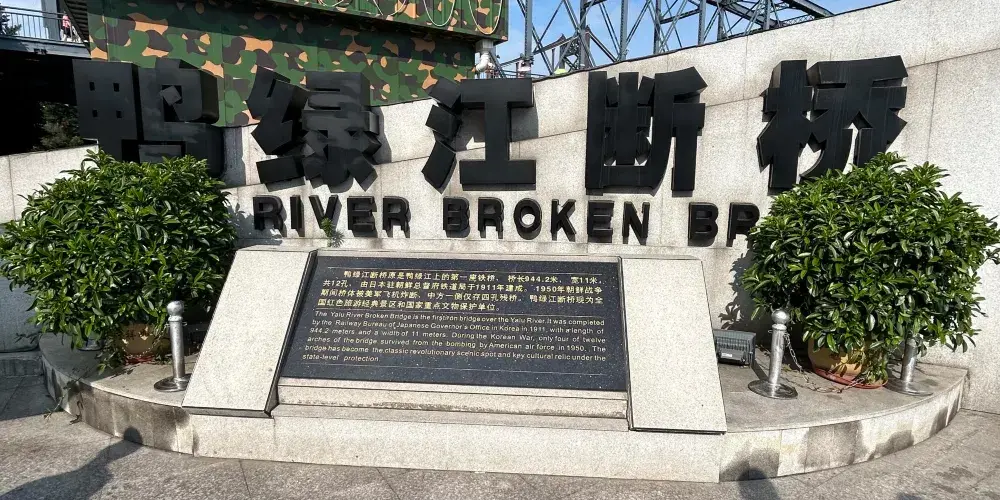 鸭绿江断桥
RIVER BROKEN BR
鸭绿江断桥原是鸭绿江上的第一座铁桥。桥长944.2米，宽11米，
共12孔，由日本驻朝鲜总督府铁道局于1911年建成。1950年朝鲜战争
期间桥体被美军飞机炸断，中方一侧仅存四孔残桥。鸭绿江断桥现为全
国红色旅游经典景区和国家重点文物保护单位。
The Yalu River Broken Bridge is the first iron bridge over the Yalu River. It was completed
by the Railway Bureau of Japanese Governor's Office in Korea in 1911, with a length of
944.2 meters and a width of 11 meters. During the Korean War, only four of twelve
arches of the bridge survived from the bombing by American air force in 1950. The
bridge has become the classic revolutionary scenic spot and key cultural relic under the
state-level protection.